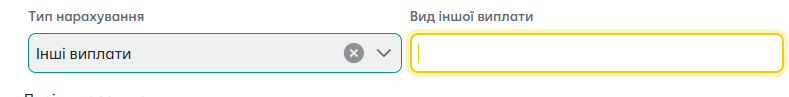 Тип нарахування
Вид іншої виплати
Інші виплати